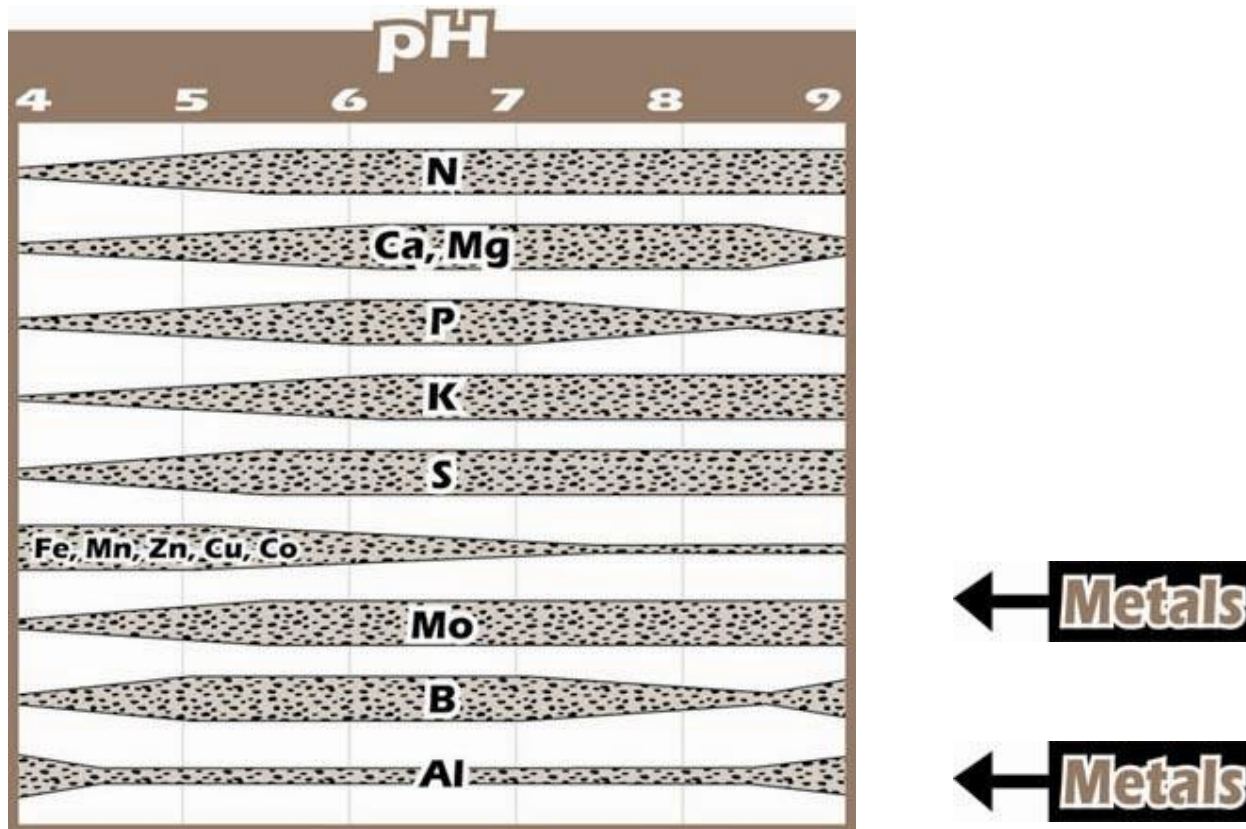 pH
4 5 6 7 8 9
N
Ca, Mg
P
K
S
Fe, Mn, Zn, Cu, Co
Metals
Mo
B
Al
Metals